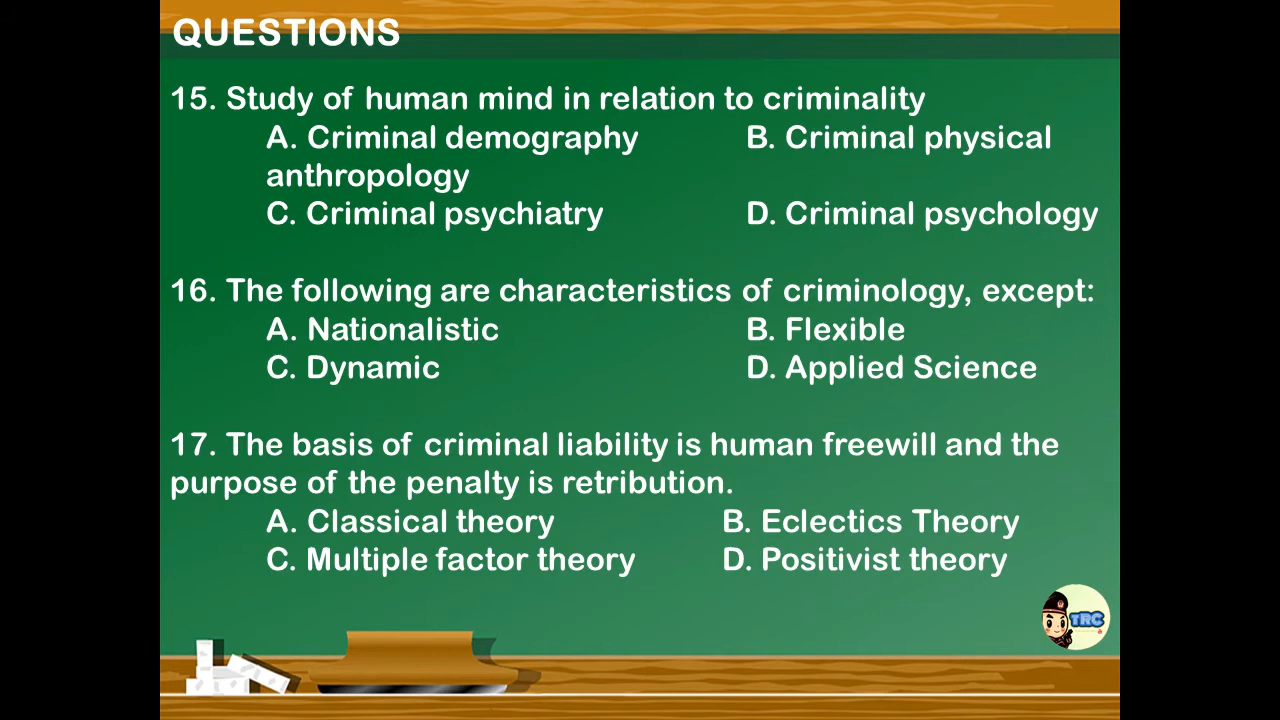 QUESTIONS
15. Study of human mind in relation to criminality
A. Criminal demography B. Criminal physical
anthropology
C. Criminal psychiatry D. Criminal psychology
16. The following are characteristics of criminology, except:
A. Nationalistic B. Flexible
C. Dynamic D. Applied Science
17. The basis of criminal liability is human freewill and the
purpose of the penalty is retribution.
A. Classical theory B. Eclectics Theory
C. Multiple factor theory D. Positivist theory
TRC